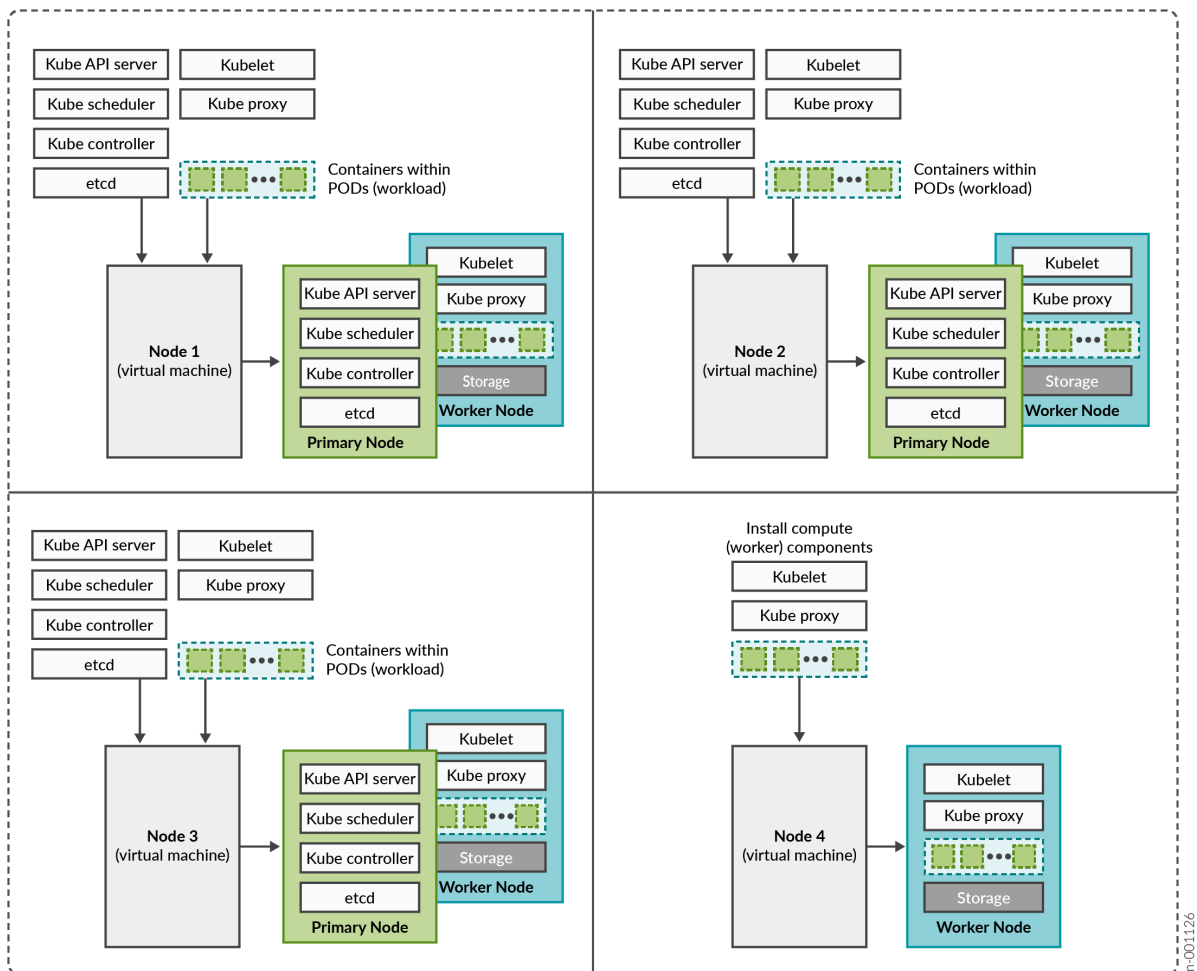 Kube API server
Kubelet
Kube scheduler
Kube proxy
Kube controller
etcd
Containers within
PODs (workload)
Node 1
(virtual machine)
Kube API server
Kube scheduler
Kube controller
etcd
Primary Node
Kubelet
Kube proxy
Storage
Worker Node
Kube API server
Kubelet
Kube scheduler
Kube proxy
Kube controller
etcd
Containers within
PODs (workload)
Node 2
(virtual machine)
Kube API server
Kube scheduler
Kube controller
etcd
Primary Node
Kubelet
Kube proxy
Storage
Worker Node
Kube API server
Kubelet
Kube scheduler
Kube proxy
Kube controller
etcd
Containers within
PODs (workload)
Node 3
(virtual machine)
Kube API server
Kube scheduler
Kube controller
etcd
Primary Node
Kubelet
Kube proxy
Storage
Worker Node
Install compute
(worker) components
Kubelet
Kube proxy
Node 4
(virtual machine)
Kubelet
Kube proxy
Storage
Worker Node
n-001126